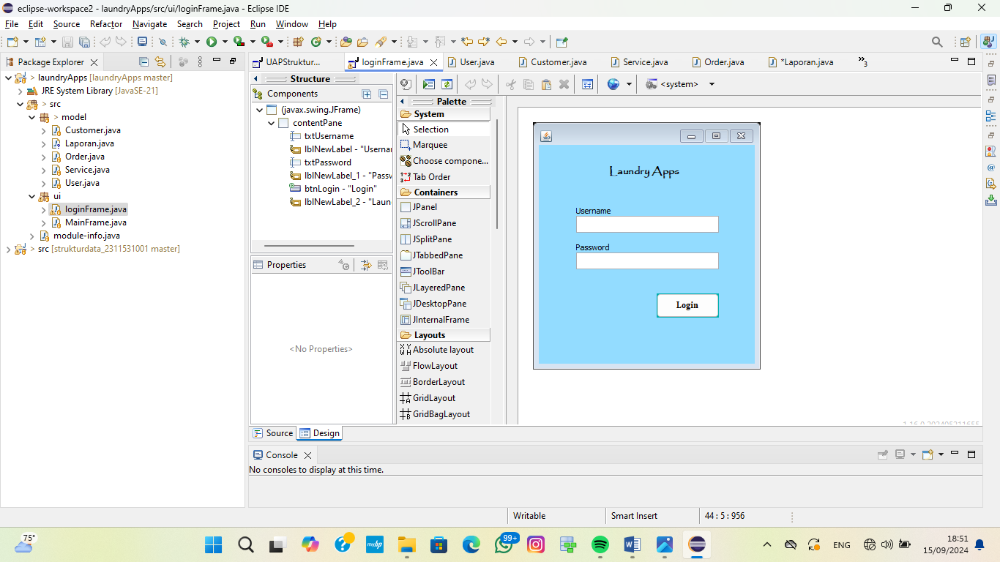 eclipse-workspace2 - laundryApps/src/ui/loginFrame.java - Eclipse IDE
File Edit Source Refactor Navigate Search Project Run Window Help
Package Explorer
> laundryApps [laundryApps master]
JRE System Library [JavaSE-21]
> src
> model
Customer.java
Laporan.java
Order.java
Service.java
User.java
ui
loginFrame.java
MainFrame.java
module-info.java
> src [strukturdata_2311531001 master]
UAPStruktur... loginFrame.java User.java Customer.java Service.java Order.java *Laporan.java »3
Structure
Components
(javax.swing.JFrame)
contentPane
txtUsername
lblNewLabel - "Userna
txtPassword
lblNewLabel_1 - "Passw
btnLogin - "Login"
lblNewLabel_2 - "Laun
Properties
<No Properties>
<system>
Palette
System
Selection
Marquee
Choose compone...
Tab Order
Containers
JPanel
JScrollPane
JSplitPane
JTabbedPane
JToolBar
JLayeredPane
JDesktopPane
JInternalFrame
Layouts
Absolute layout
FlowLayout
BorderLayout
GridLayout
GridBagLayout
Laundry Apps
Username
Password
Login
Source Design
Console
No consoles to display at this time.
Writable Smart Insert 44 : 5 : 956
75°
myhp
99+
ENG
18:51
15/09/2024